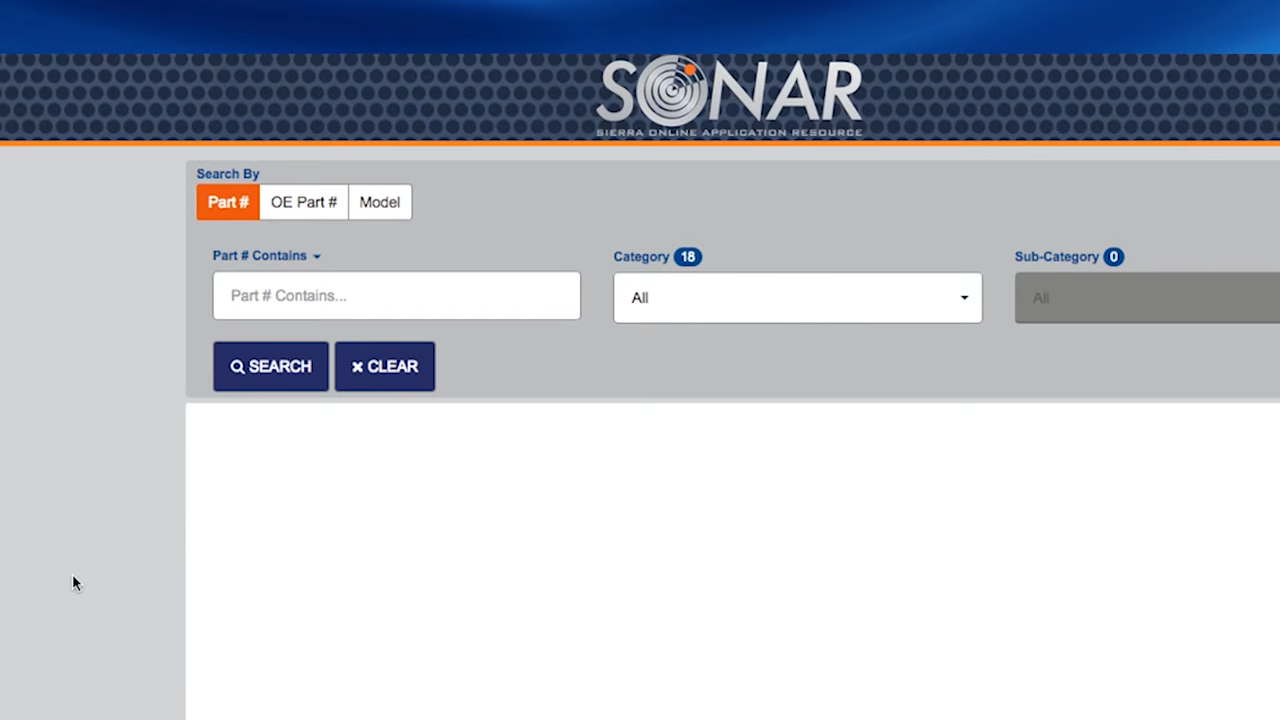 SONAR
SIERRA ONLINE APPLICATION RESOURCE
Search By
Part # OE Part # Model
Part # Contains Category 18 Sub-Category 0
Part # Contains... All All
SEARCH CLEAR